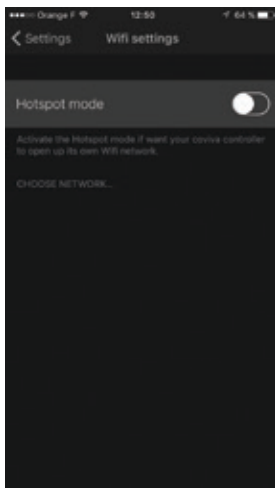 Orange F 12:50 64 %
Settings Wifi settings
Hotspot mode
Activate the Hotspot mode if want your coviva controller
to open up its own Wifi network.
CHOOSE NETWORK...